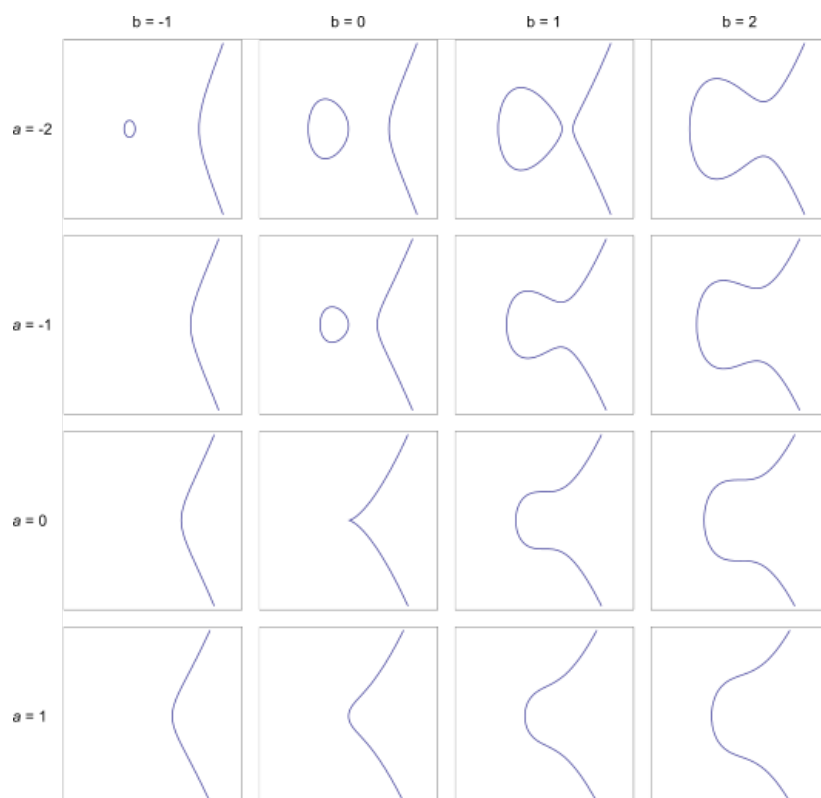 b = -1 b = 0 b = 1 b = 2
a = -2
a = -1
a = 0
a = 1